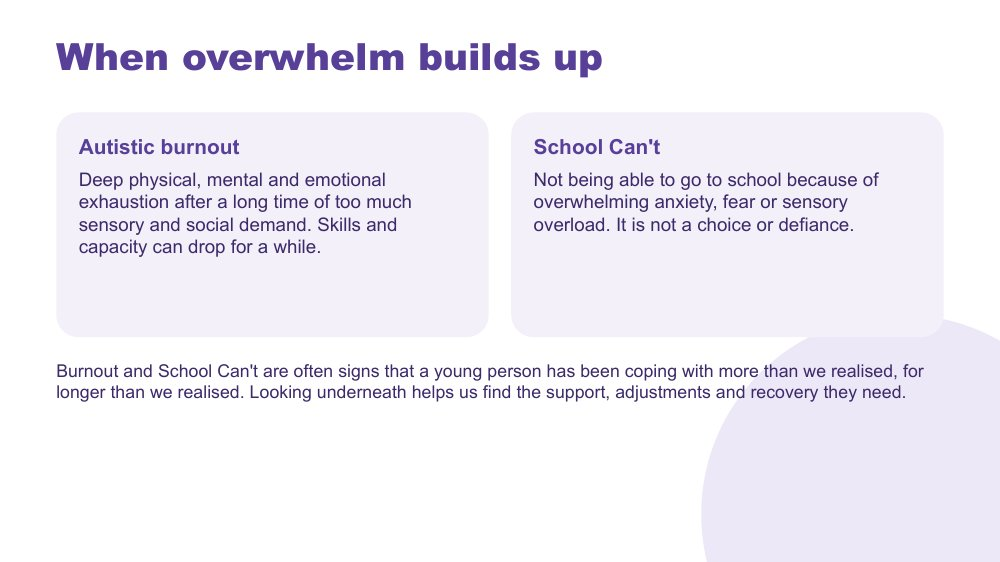 When overwhelm builds up
Autistic burnout
Deep physical, mental and emotional
exhaustion after a long time of too much
sensory and social demand. Skills and
capacity can drop for a while.
School Can't
Not being able to go to school because of
overwhelming anxiety, fear or sensory
overload. It is not a choice or defiance.
Burnout and School Can't are often signs that a young person has been coping with more than we realised, for
longer than we realised. Looking underneath helps us find the support, adjustments and recovery they need.